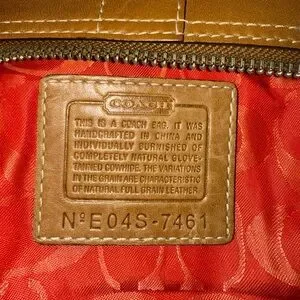 COACH
THIS IS A COACH BAG. IT WAS
HANDCRAFTED IN CHINA AND
INDIVIDUALLY BURNISHED OF
COMPLETELY NATURAL GLOVE-
TANNED COWHIDE. THE VARIATIONS
IN THE GRAIN ARE CHARACTERISTIC
OF NATURAL FULL GRAIN LEATHER.
Nº E04S-7461